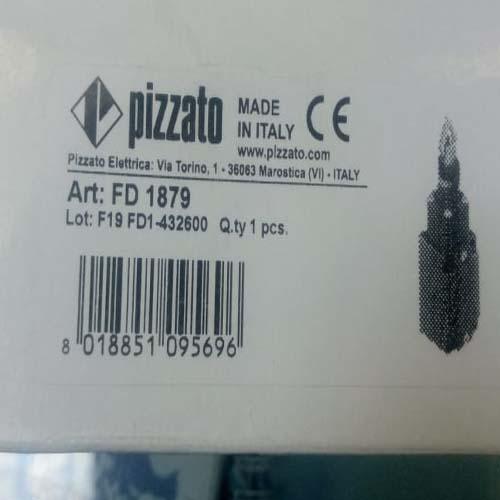 pizzato MADE IN ITALY CE
www.pizzato.com
Pizzato Elettrica: Via Torino, 1 - 36063 Marostica (VI) - ITALY
Art: FD 1879
Lot: F19 FD1-432600 Q.ty 1 pcs.
8 018851 095696